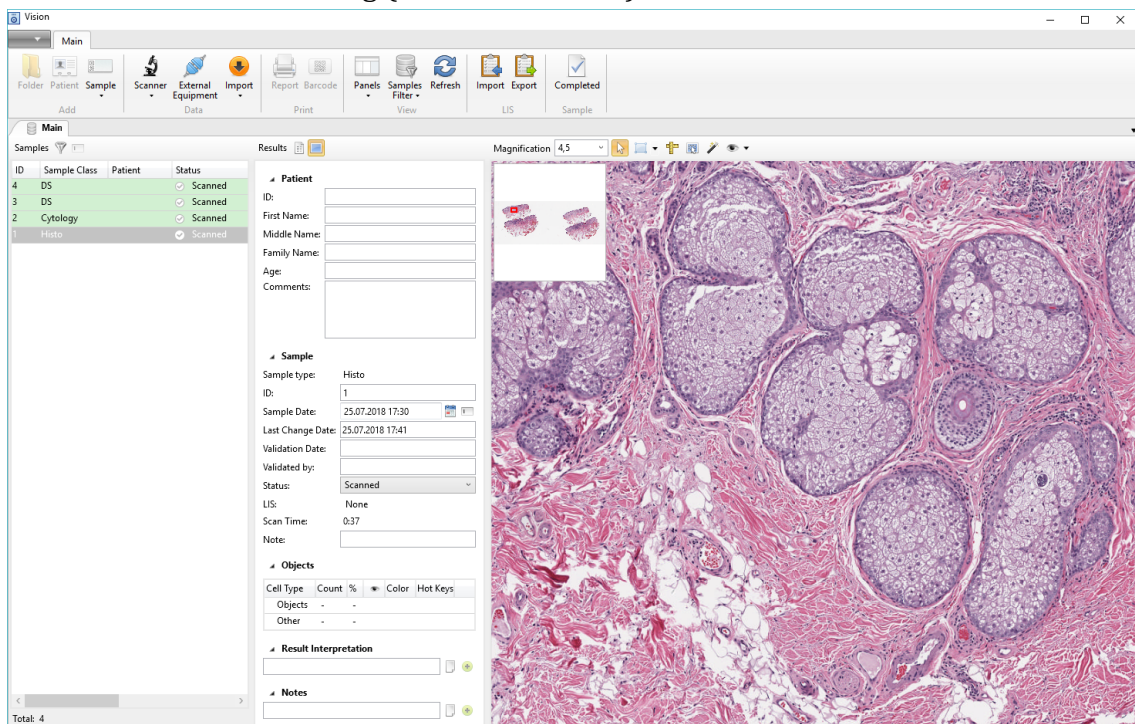 Vision
Main
Folder Patient Sample Scanner External Equipment Import Report Barcode Panels Samples Filter Refresh Import Export Completed
Add Data Print View LIS Sample
Main
Samples Results Magnification 4,5
ID Sample Class Patient Status
4 DS Scanned
3 DS Scanned
2 Cytology Scanned
1 Histo Scanned
Total: 4
Patient
ID:
First Name:
Middle Name:
Family Name:
Age:
Comments:
Sample
Sample type: Histo
ID: 1
Sample Date: 25.07.2018 17:30
Last Change Date: 25.07.2018 17:41
Validation Date:
Validated by:
Status: Scanned
LIS: None
Scan Time: 0:37
Note:
Objects
Cell Type Count % Color Hot Keys
Objects - -
Other - -
Result Interpretation
Notes